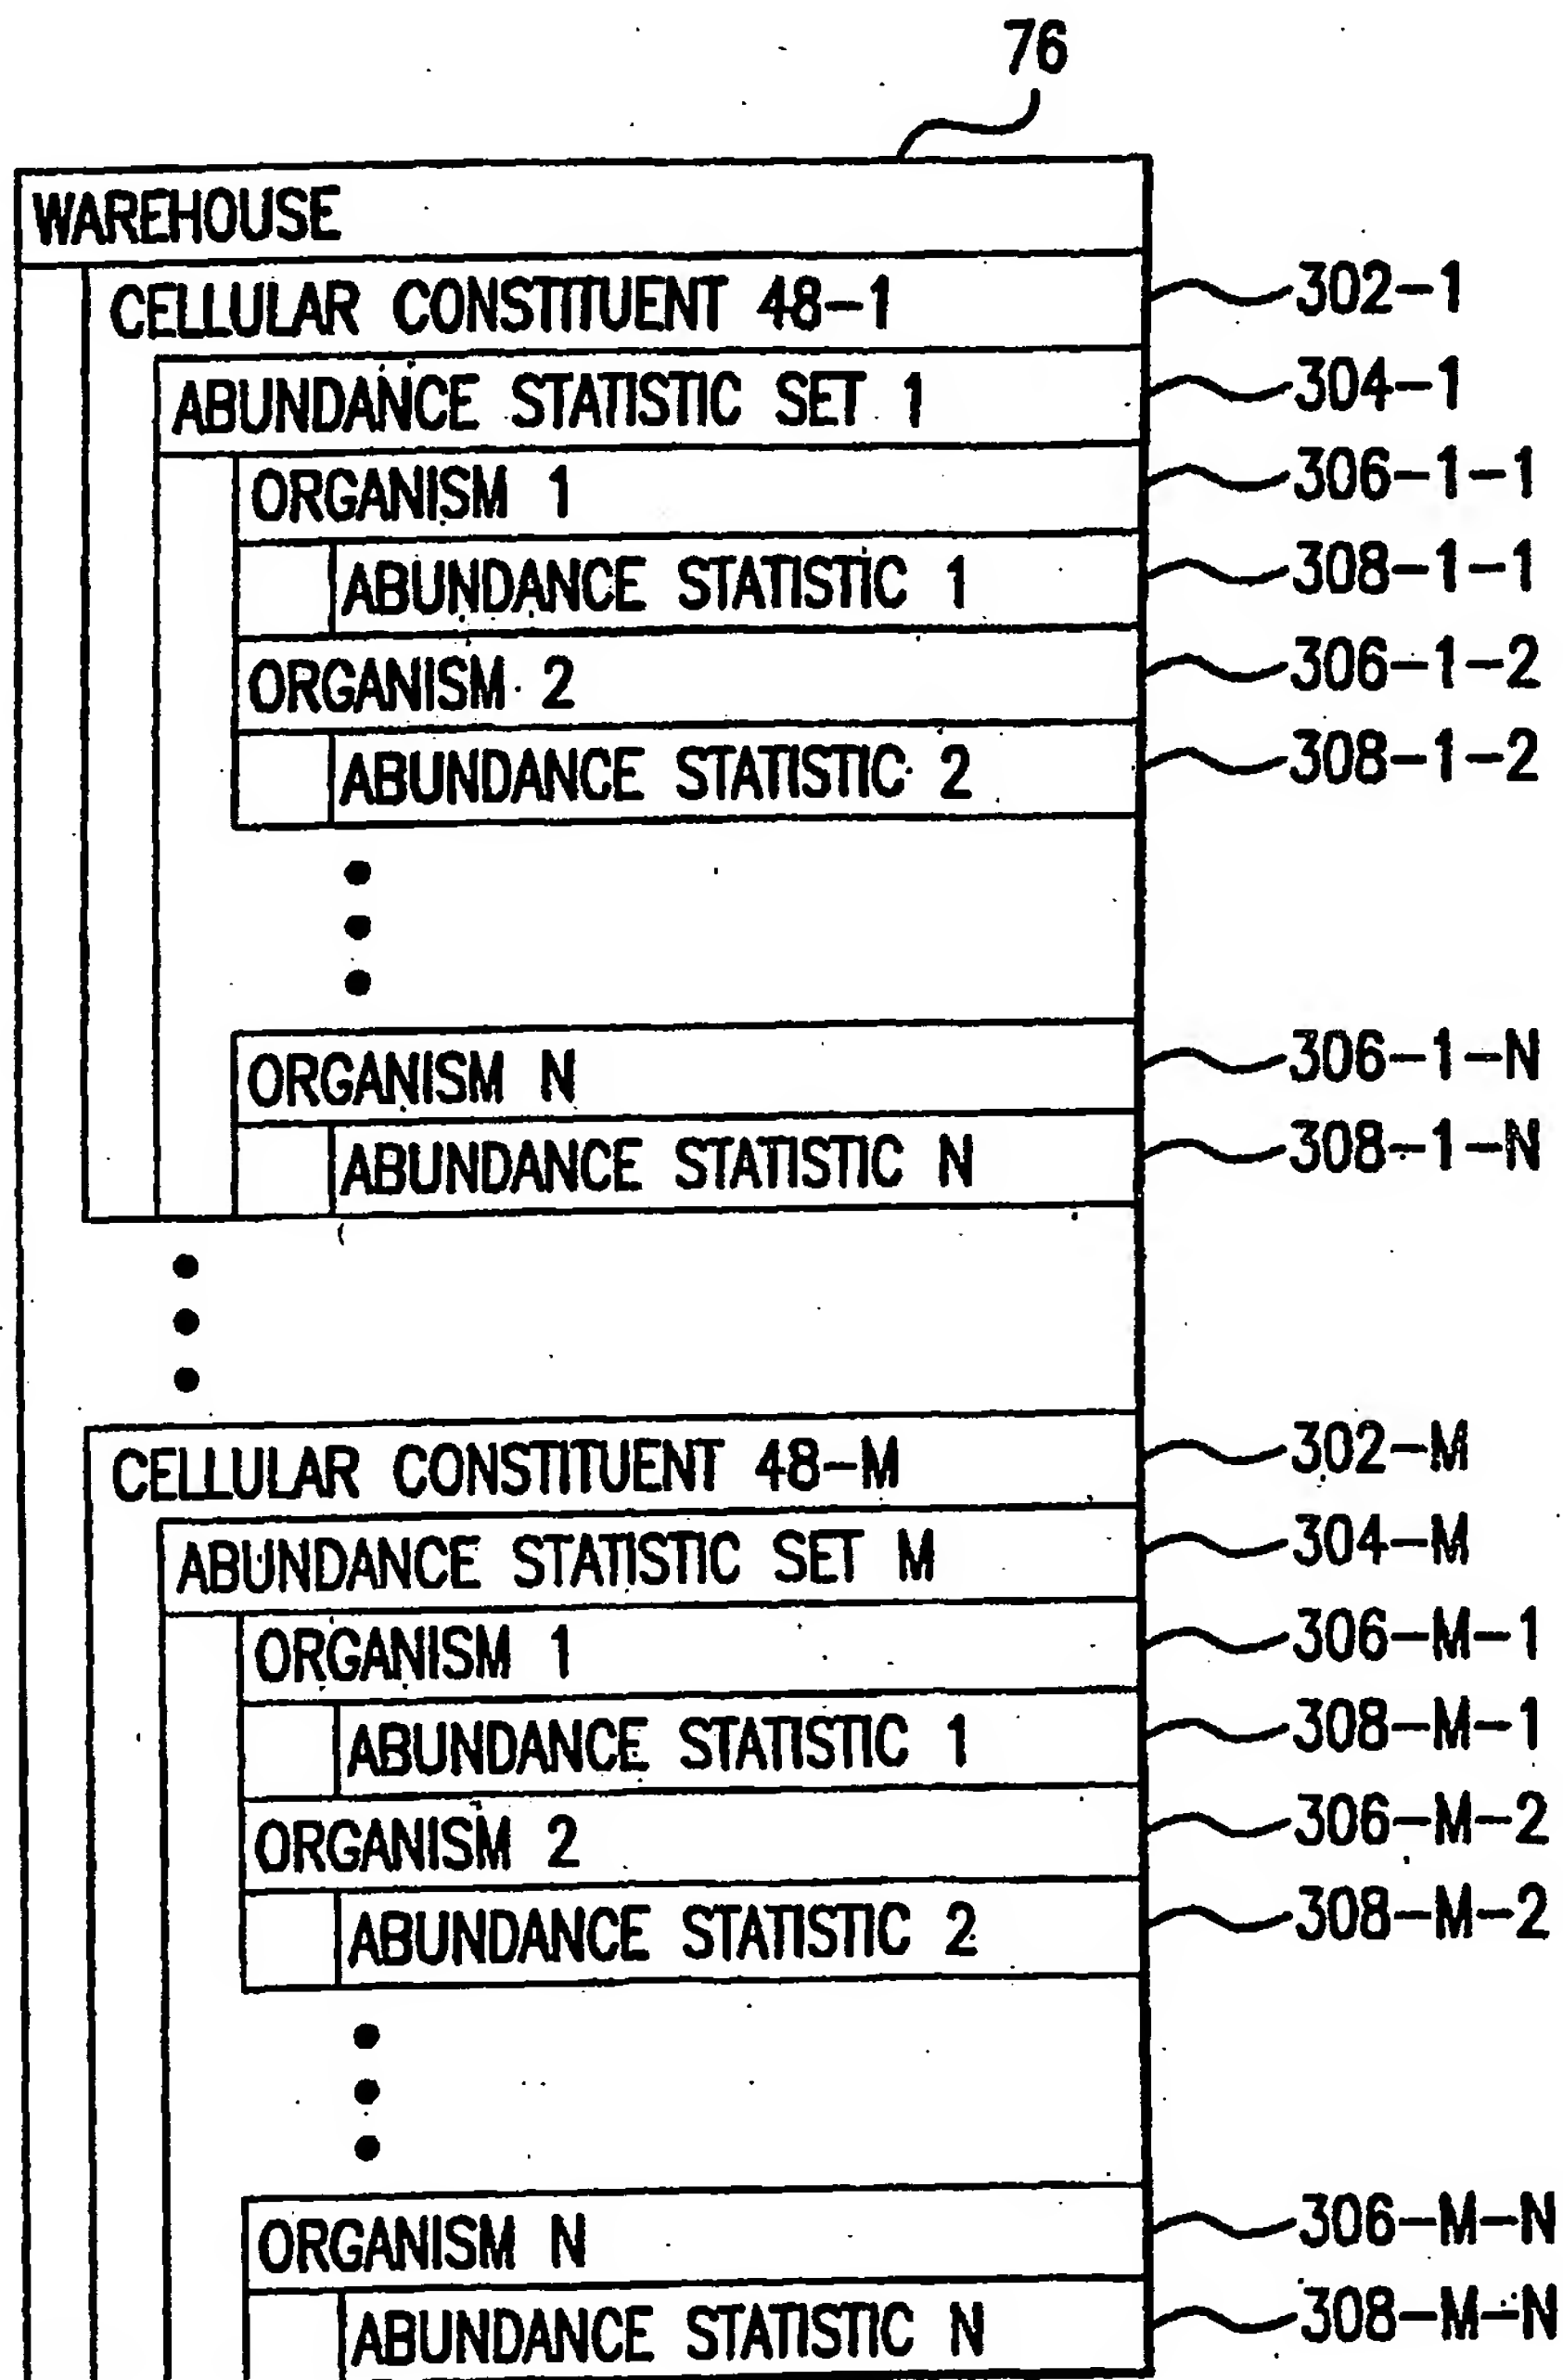 76
WAREHOUSE
CELLULAR CONSTITUENT 48-1 302-1
ABUNDANCE STATISTIC SET 1 304-1
ORGANISM 1 306-1-1
ABUNDANCE STATISTIC 1 308-1-1
ORGANISM 2 306-1-2
ABUNDANCE STATISTIC 2 308-1-2
ORGANISM N 306-1-N
ABUNDANCE STATISTIC N 308-1-N
CELLULAR CONSTITUENT 48-M 302-M
ABUNDANCE STATISTIC SET M 304-M
ORGANISM 1 306-M-1
ABUNDANCE STATISTIC 1 308-M-1
ORGANISM 2 306-M-2
ABUNDANCE STATISTIC 2 308-M-2
ORGANISM N 306-M-N
ABUNDANCE STATISTIC N 308-M-N